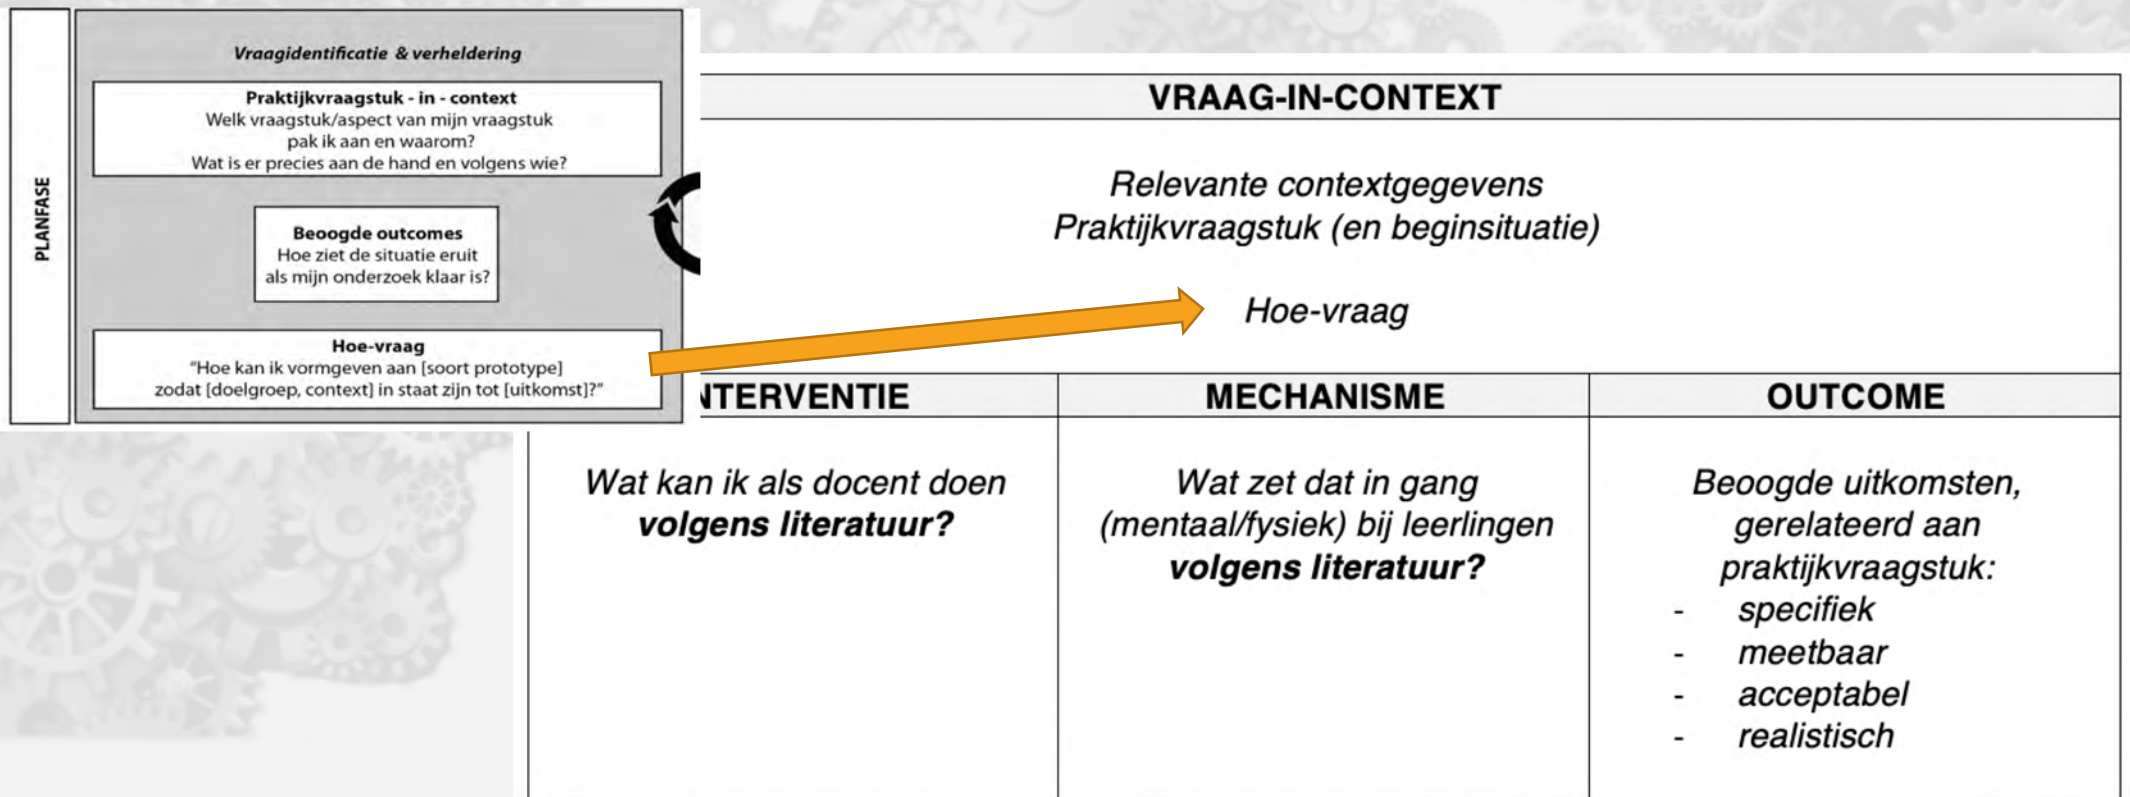 PLANFASE
Vraagidentificatie & verheldering
Praktijkvraagstuk - in - context
Welk vraagstuk/aspect van mijn vraagstuk
pak ik aan en waarom?
Wat is er precies aan de hand en volgens wie?
Beoogde outcomes
Hoe ziet de situatie eruit
als mijn onderzoek klaar is?
Hoe-vraag
“Hoe kan ik vormgeven aan [soort prototype]
zodat [doelgroep, context] in staat zijn tot [uitkomst]?”
VRAAG-IN-CONTEXT
Relevante contextgegevens
Praktijkvraagstuk (en beginsituatie)
Hoe-vraag
NTERVENTIE
Wat kan ik als docent doen
volgens literatuur?
MECHANISME
Wat zet dat in gang
(mentaal/fysiek) bij leerlingen
volgens literatuur?
OUTCOME
Beoogde uitkomsten,
gerelateerd aan
praktijkvraagstuk:
- specifiek
- meetbaar
- acceptabel
- realistisch